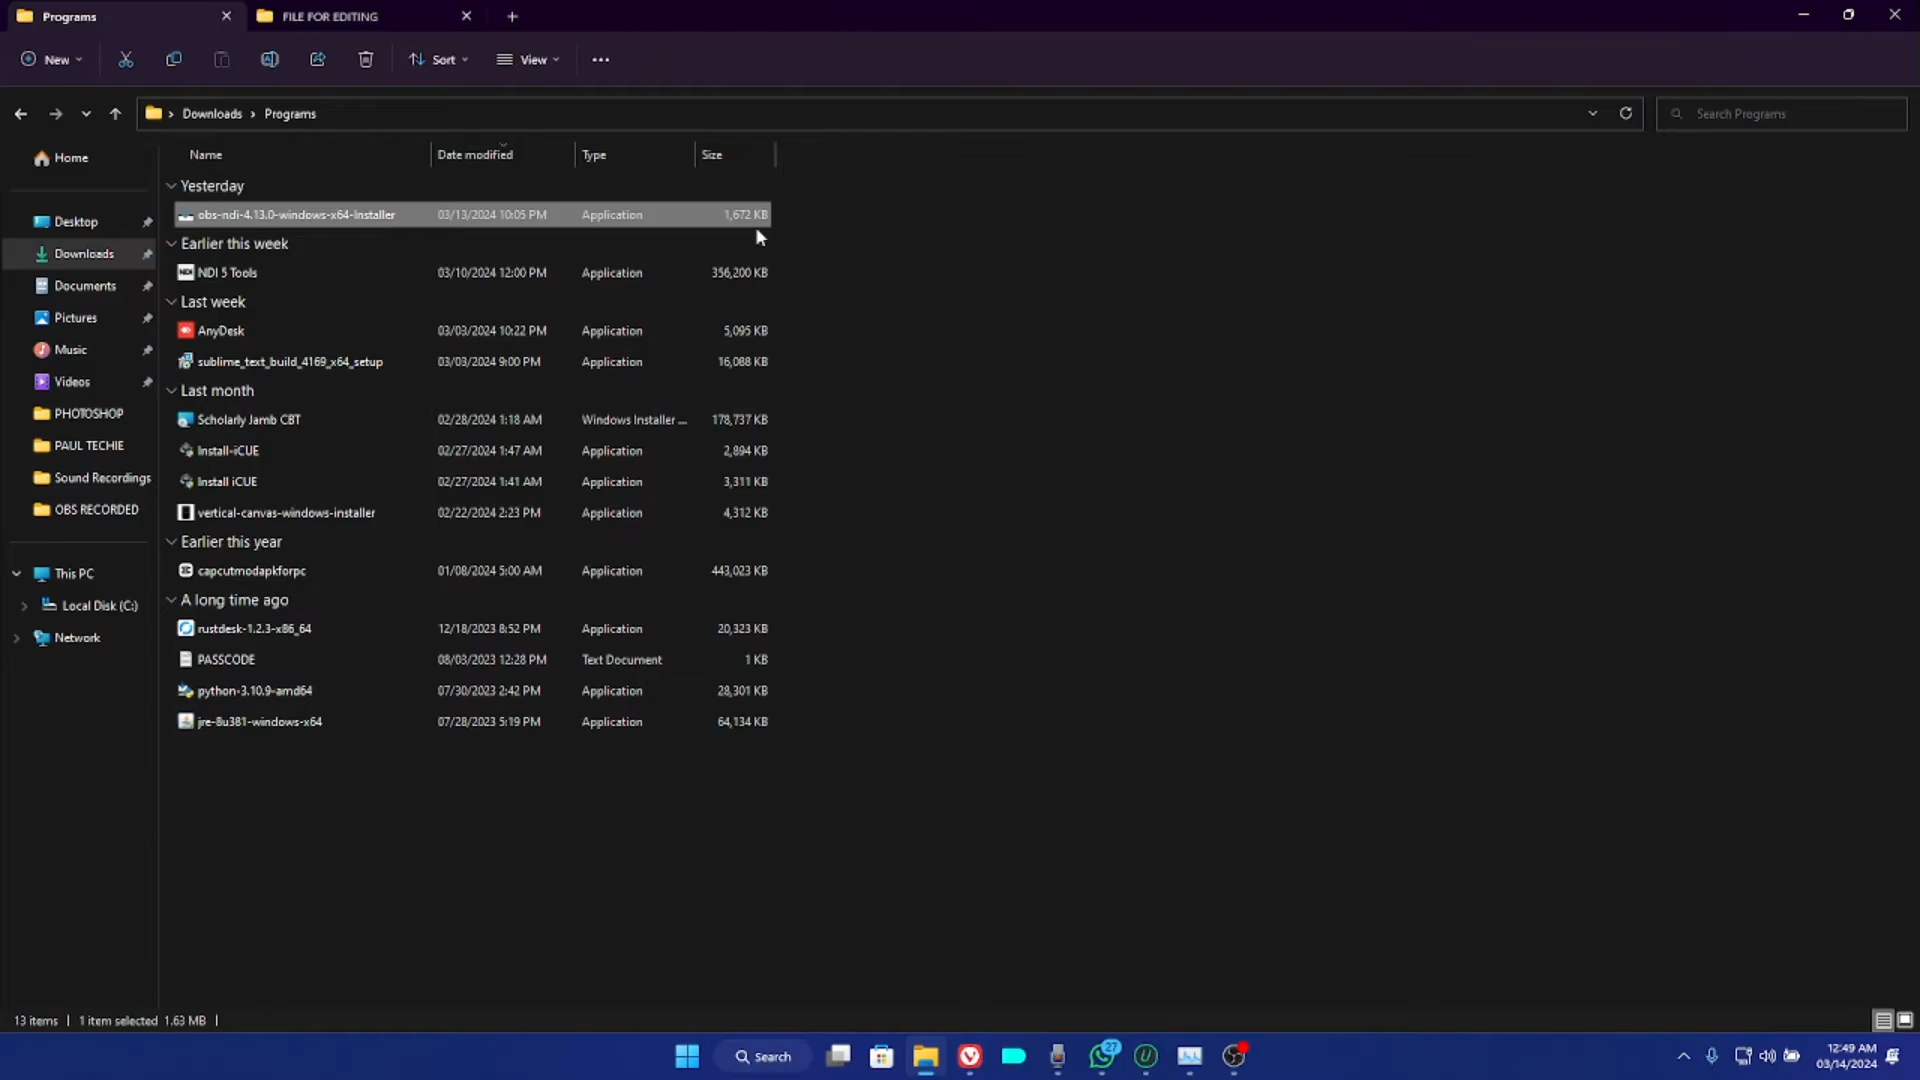 Programs
FILE FOR EDITING
New
Sort
View
Downloads > Programs
Search Programs
Home
Desktop
Downloads
Documents
Pictures
Music
Videos
PHOTOSHOP
PAUL TECHIE
Sound Recordings
OBS RECORDED
This PC
Local Disk (C:)
Network
Name Date modified Type Size
Yesterday
obs-ndi-4.13.0-windows-x64-Installer 03/13/2024 10:05 PM Application 1,672 KB
Earlier this week
NDI 5 Tools 03/10/2024 12:00 PM Application 356,200 KB
Last week
AnyDesk 03/03/2024 10:22 PM Application 5,095 KB
sublime_text_build_4169_x64_setup 03/03/2024 9:00 PM Application 16,088 KB
Last month
Scholarly Jamb CBT 02/28/2024 1:18 AM Windows Installer ... 178,737 KB
Install-iCUE 02/27/2024 1:47 AM Application 2,894 KB
Install iCUE 02/27/2024 1:41 AM Application 3,311 KB
vertical-canvas-windows-installer 02/22/2024 2:23 PM Application 4,312 KB
Earlier this year
capcutmodapkforpc 01/08/2024 5:00 AM Application 443,023 KB
A long time ago
rustdesk-1.2.3-x86_64 12/18/2023 8:52 PM Application 20,323 KB
PASSCODE 08/03/2023 12:28 PM Text Document 1 KB
python-3.10.9-amd64 07/30/2023 2:42 PM Application 28,301 KB
jre-8u381-windows-x64 07/28/2023 5:19 PM Application 64,134 KB
13 items | 1 item selected 1.63 MB |
Search
27
12:49 AM
03/14/2024